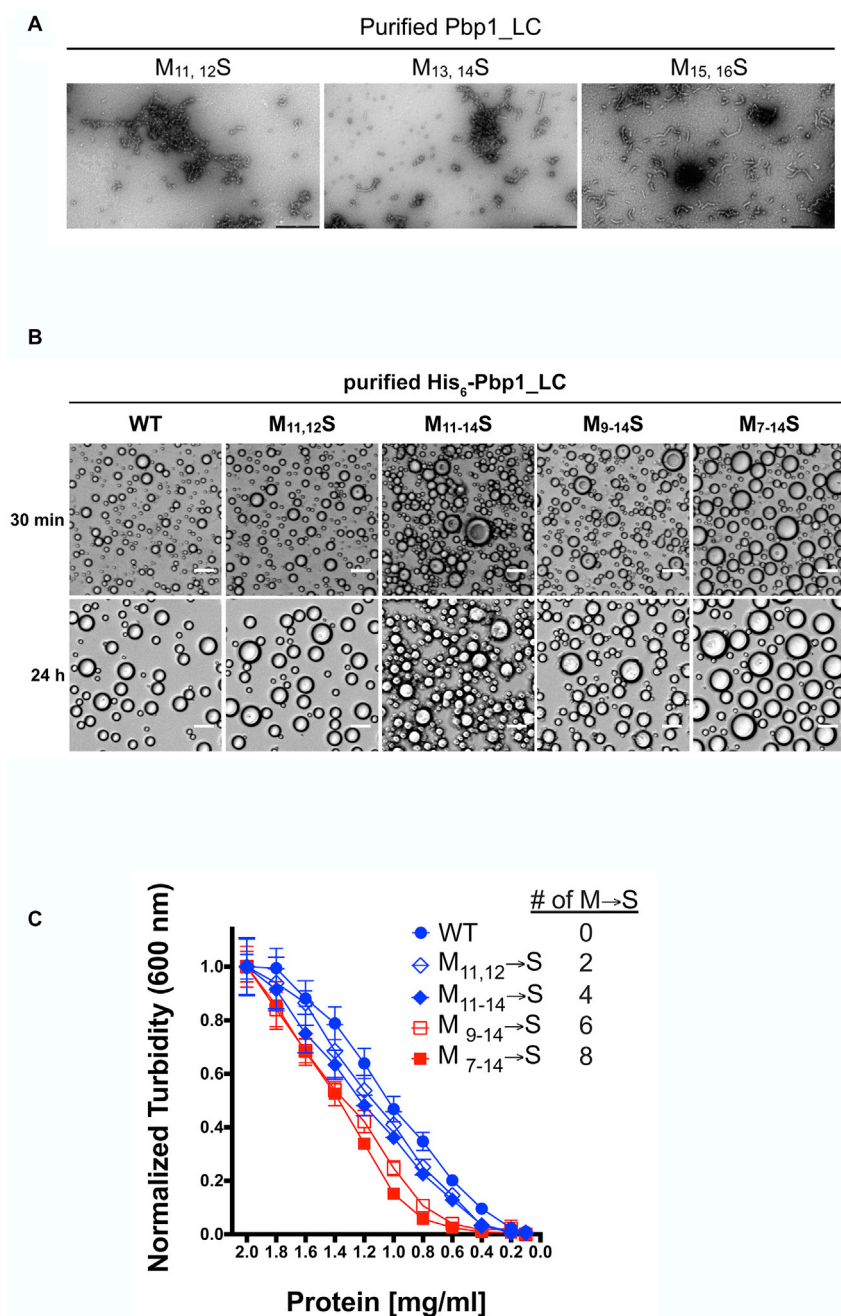 A
Purified Pbp1_LC
M11, 12S M13, 14S M15, 16S
B
purified His6-Pbp1_LC
WT M11,12S M11-14S M9-14S M7-14S
30 min
24 h
C
# of M→S
WT 0
M11,12→S 2
M11-14→S 4
M 9-14→S 6
M 7-14→S 8
Normalized Turbidity (600 nm)
1.0
0.8
0.6
0.4
0.2
0.0
2.0 1.8 1.6 1.4 1.2 1.0 0.8 0.6 0.4 0.2 0.0
Protein [mg/ml]